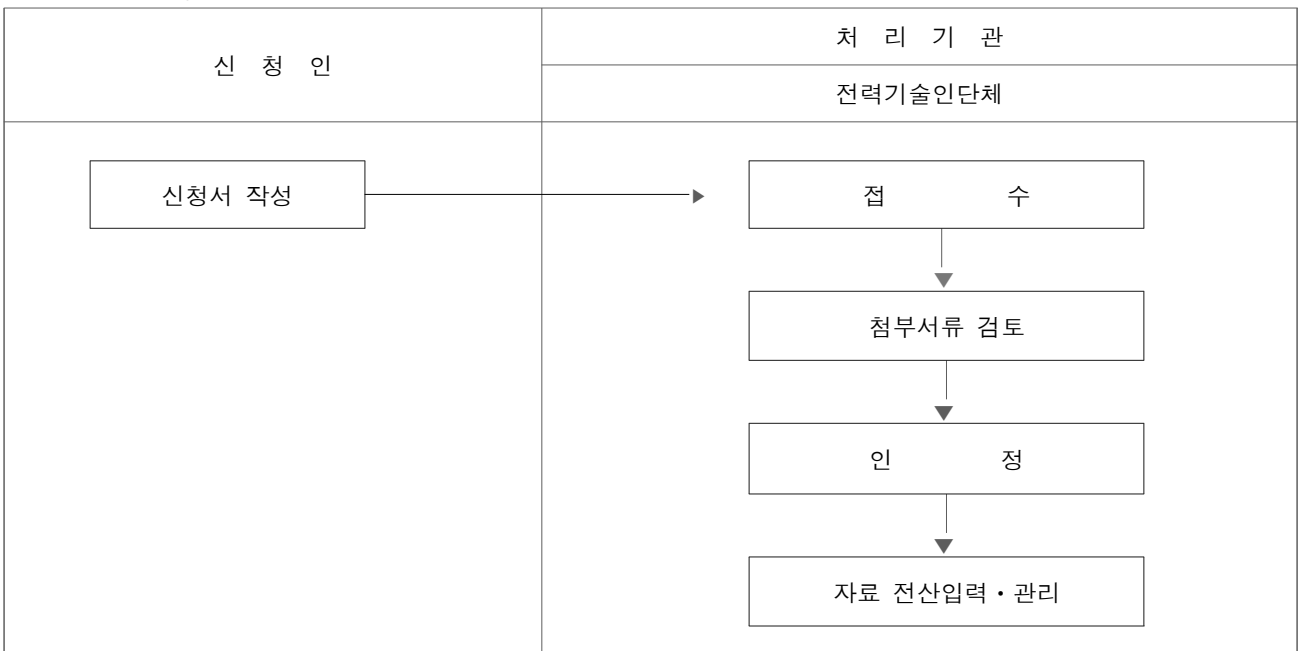 신 청 인
처 리 기 관
전력기술인단체
신청서 작성
접 수
첨부서류 검토
인 정
자료 전산입력・관리